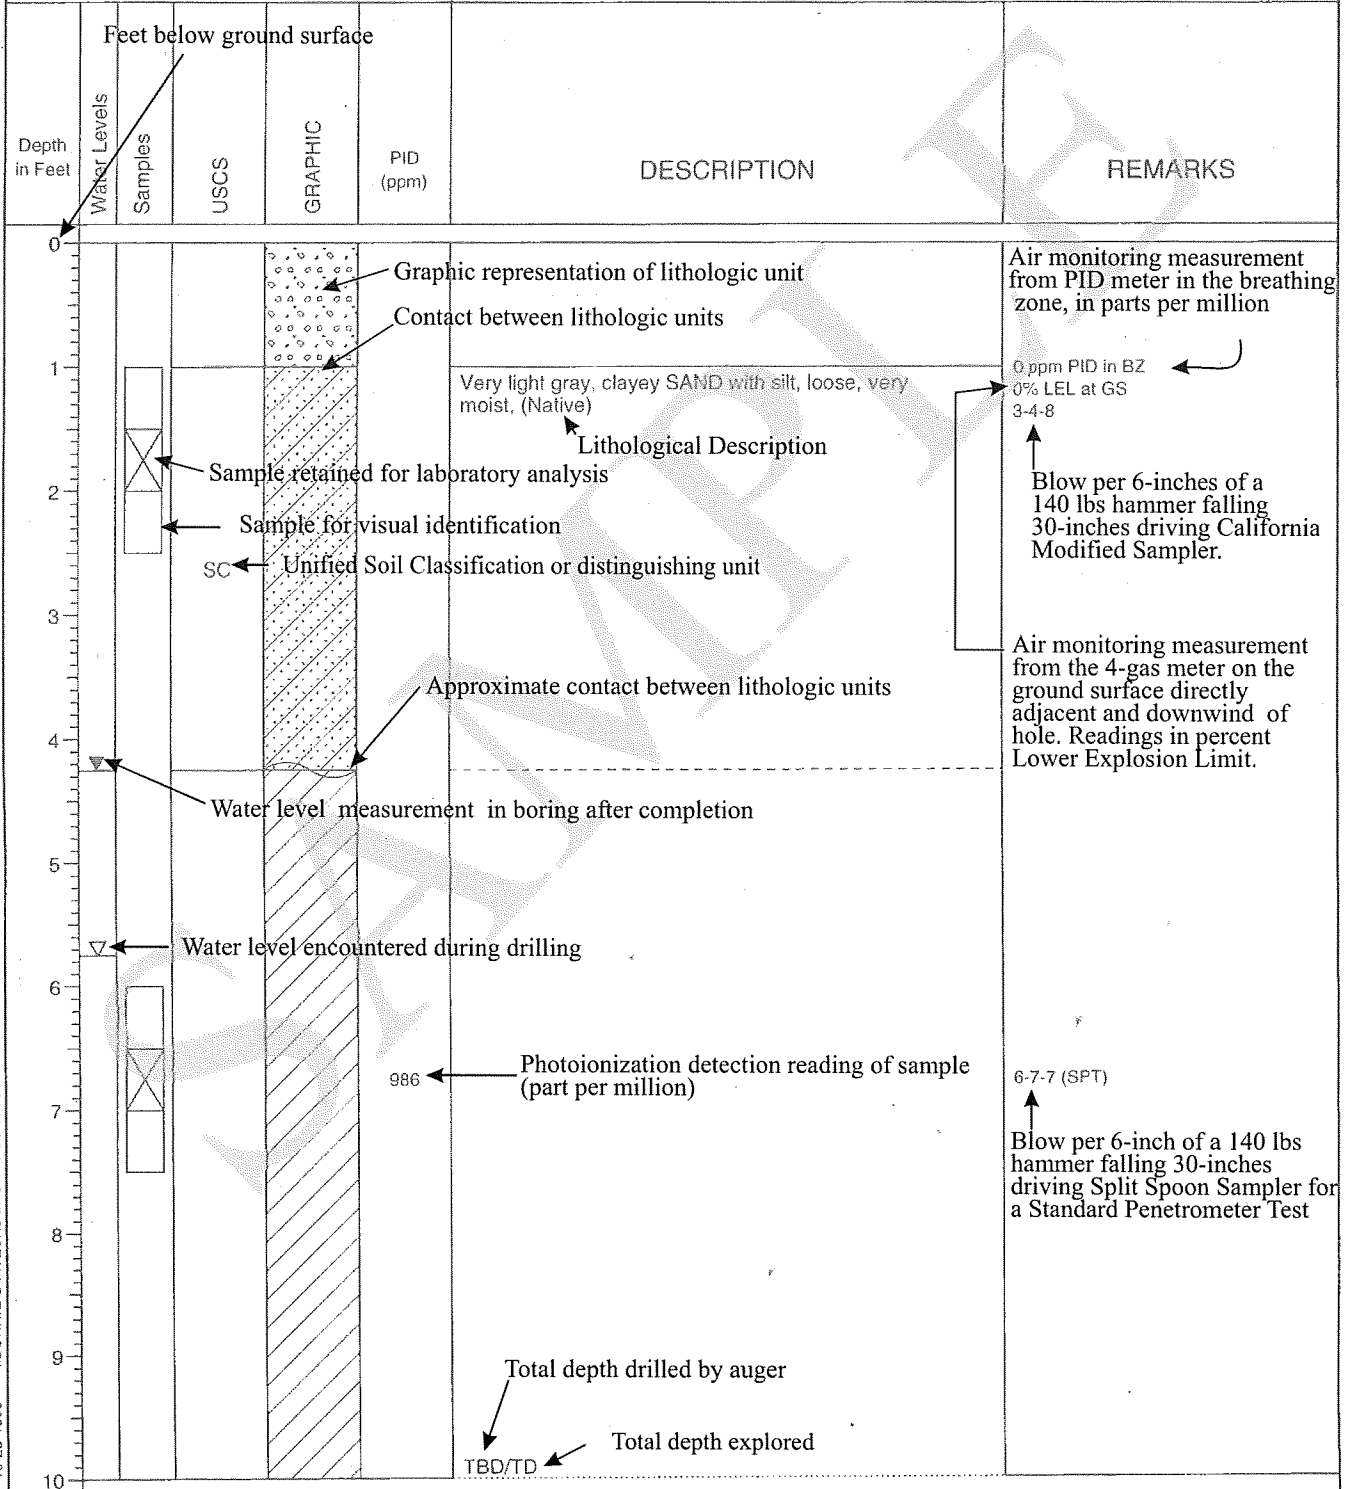 Feet below ground surface
Depth
in Feet
Water Levels
Samples
USCS
GRAPHIC
PID
(ppm)
DESCRIPTION
REMARKS
0
Graphic representation of lithologic unit
Contact between lithologic units
Air monitoring measurement
from PID meter in the breathing
zone, in parts per million
1
Very light gray, clayey SAND with silt, loose, very
moist, (Native)
Lithological Description
0 ppm PID in BZ
0% LEL at GS
3-4-8
Sample retained for laboratory analysis
2
Sample for visual identification
SC
Unified Soil Classification or distinguishing unit
Blow per 6-inches of a
140 lbs hammer falling
30-inches driving California
Modified Sampler.
3
Air monitoring measurement
from the 4-gas meter on the
ground surface directly
adjacent and downwind of
hole. Readings in percent
Lower Explosion Limit.
Approximate contact between lithologic units
4
Water level measurement in boring after completion
5
Water level encountered during drilling
6
986
Photoionization detection reading of sample
(part per million)
6-7-7 (SPT)
7
Blow per 6-inch of a 140 lbs
hammer falling 30-inches
driving Split Spoon Sampler for
a Standard Penetrometer Test
8
9
Total depth drilled by auger
Total depth explored
TBD/TD
10
SAMPLE